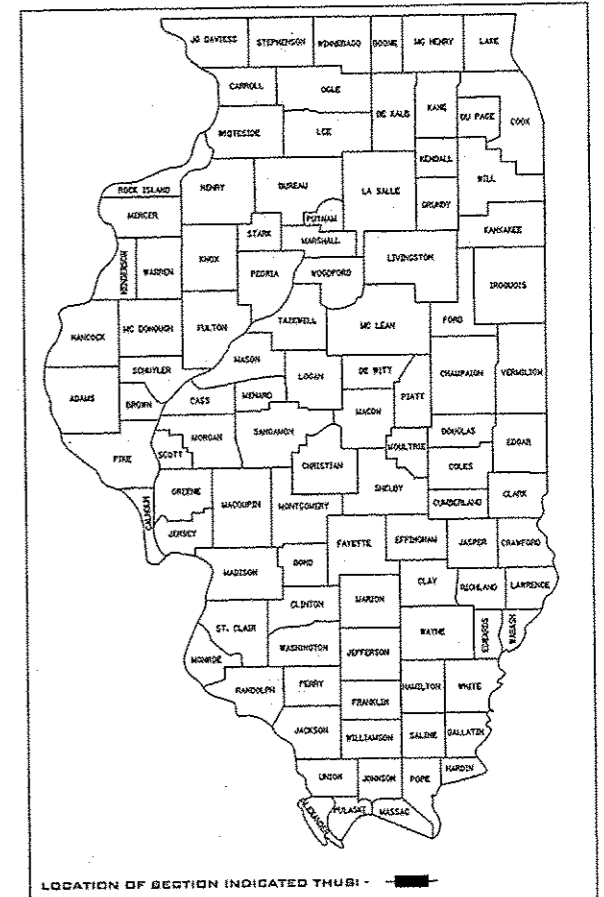 JO DAVIESS STEPHENSON WINNEBAGO BOONE MC HENRY LAKE
CARROLL OGLE DE KALB KANE DU PAGE COOK
WHITESIDE LEE
KENDALL WILL
ROCK ISLAND HENRY BUREAU LA SALLE GRUNDY
MERCER PUTNAM
STARK MARSHALL KANKAKEE
HENDERSON WARREN KNOX PEORIA WOODFORD LIVINGSTON IROQUOIS
HANCOCK MC DONOUGH FULTON TAZEWELL MC LEAN FORD
SCHUYLER MASON LOGAN DE WITT CHAMPAIGN VERMILION
ADAMS BROWN CASS MENARD MACON PIATT
MORGAN SANGAMON MOULTRIE DOUGLAS EDGAR
PIKE SCOTT CHRISTIAN COLES
CALHOUN GREENE MACOUPIN MONTGOMERY SHELBY CUMBERLAND CLARK
JERSEY FAYETTE EFFINGHAM JASPER CRAWFORD
MADISON BOND CLAY RICHLAND LAWRENCE
CLINTON MARION
ST. CLAIR WASHINGTON JEFFERSON WAYNE EDWARDS WABASH
MONROE
RANDOLPH PERRY FRANKLIN HAMILTON WHITE
JACKSON WILLIAMSON SALINE GALLATIN
UNION JOHNSON POPE HARDIN
ALEXANDER PULASKI MASSAC
LOCATION OF SECTION INDICATED THUS: -